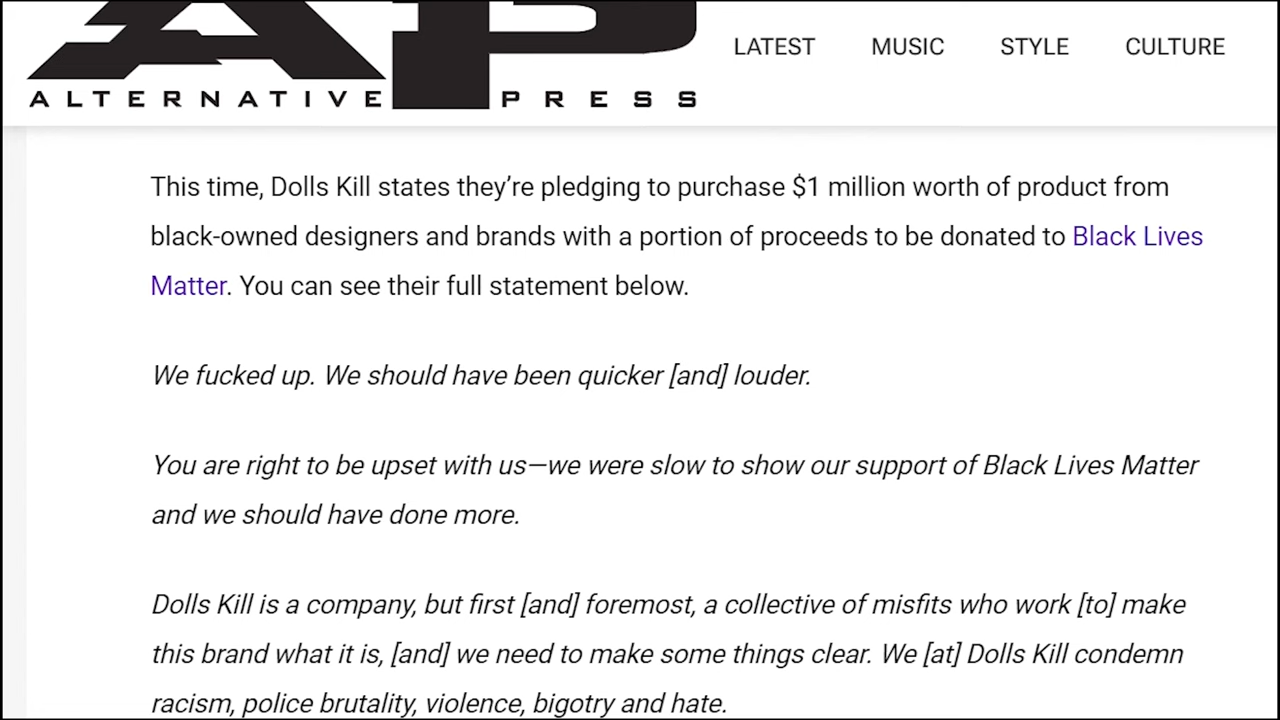 AP
LATEST MUSIC STYLE CULTURE
ALTERNATIVE PRESS
This time, Dolls Kill states they’re pledging to purchase $1 million worth of product from
black-owned designers and brands with a portion of proceeds to be donated to Black Lives
Matter. You can see their full statement below.
We fucked up. We should have been quicker [and] louder.
You are right to be upset with us—we were slow to show our support of Black Lives Matter
and we should have done more.
Dolls Kill is a company, but first [and] foremost, a collective of misfits who work [to] make
this brand what it is, [and] we need to make some things clear. We [at] Dolls Kill condemn
racism, police brutality, violence, bigotry and hate.